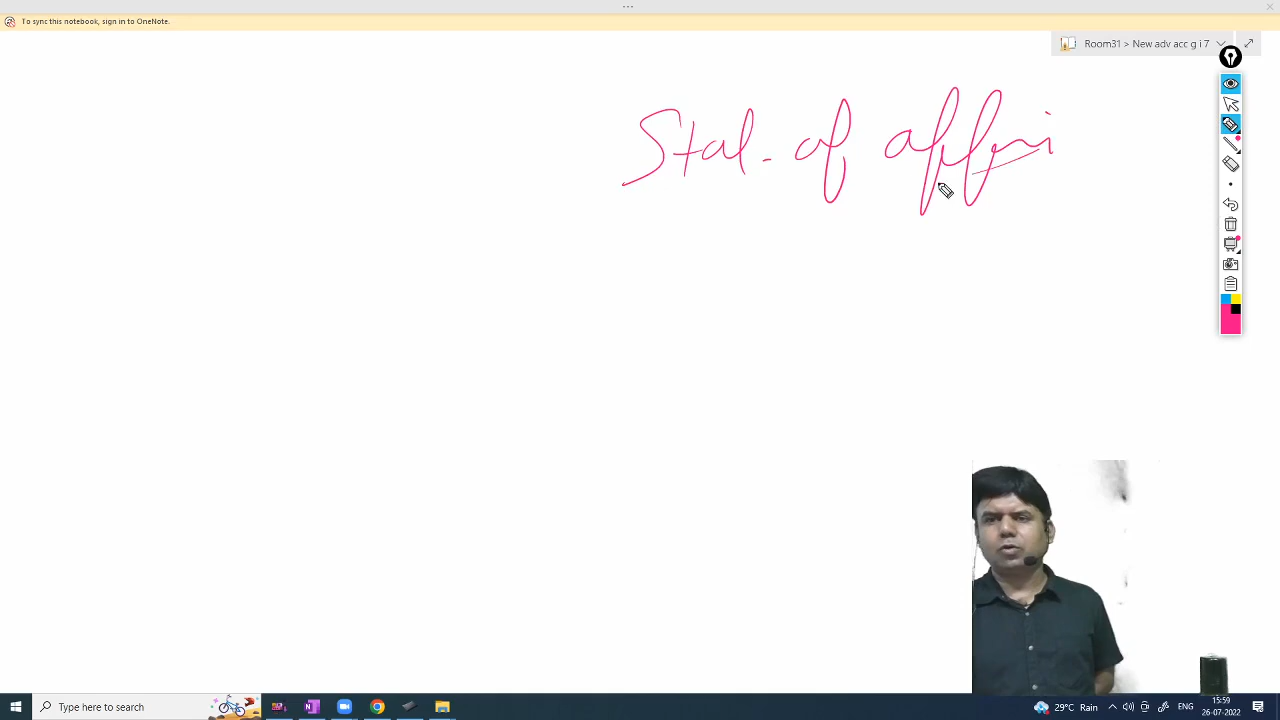 To sync this notebook, sign in to OneNote.
Room31 > New adv acc g i 7
Stat. of affai
Type here to search
29°C Rain
ENG
15:59
26-07-2022